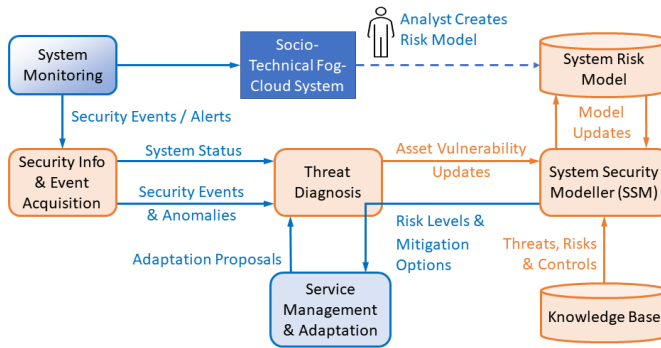 Analyst Creates
Risk Model
System
Monitoring
Socio-
Technical Fog-
Cloud System
System Risk
Model
Security Events / Alerts
Model
Updates
Security Info
& Event
Acquisition
System Status
Security Events
& Anomalies
Threat
Diagnosis
Asset Vulnerability
Updates
System Security
Modeller (SSM)
Risk Levels &
Mitigation
Options
Adaptation Proposals
Threats, Risks
& Controls
Service
Management
& Adaptation
Knowledge Base